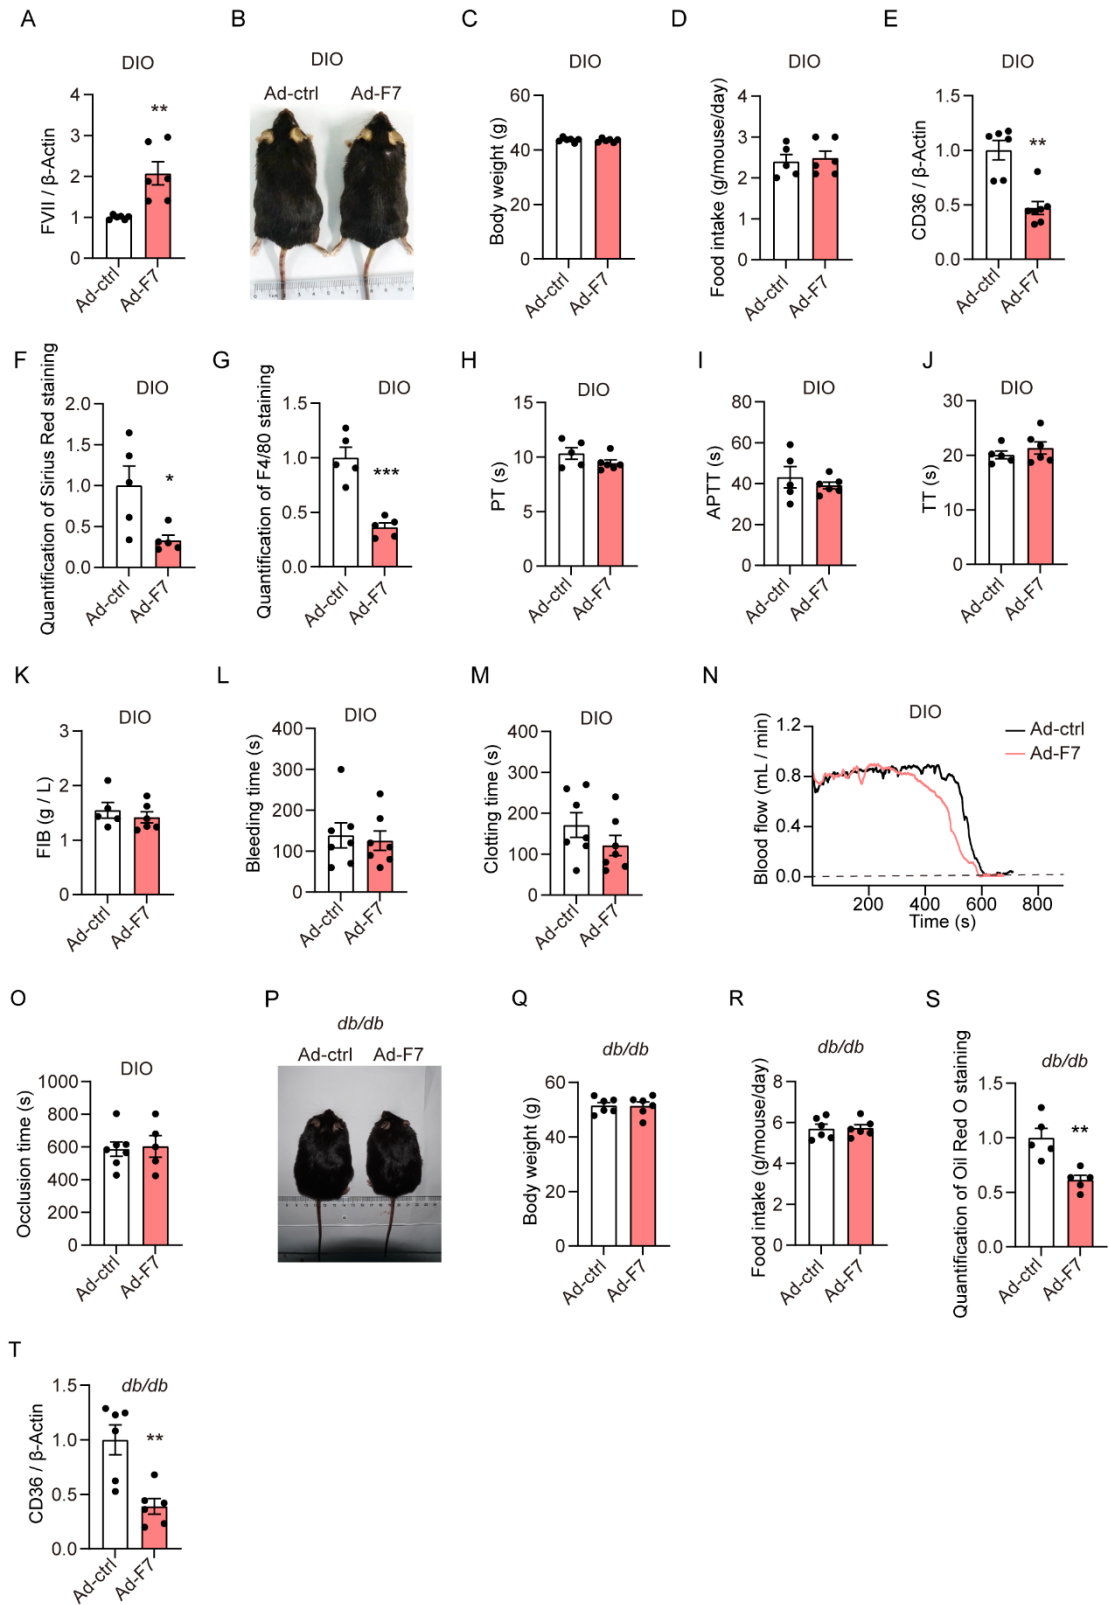 A
DIO
FVII / β-Actin
4
3
2
1
0
**
Ad-ctrl
Ad-F7
B
DIO
Ad-ctrl Ad-F7
C
DIO
Body weight (g)
60
40
20
0
Ad-ctrl
Ad-F7
D
DIO
Food intake (g/mouse/day)
4
3
2
1
0
Ad-ctrl
Ad-F7
E
DIO
CD36 / β-Actin
1.5
1.0
0.5
0.0
**
Ad-ctrl
Ad-F7
F
DIO
Quantification of Sirius Red staining
2.0
1.5
1.0
0.5
0.0
*
Ad-ctrl
Ad-F7
G
DIO
Quantification of F4/80 staining
1.5
1.0
0.5
0.0
***
Ad-ctrl
Ad-F7
H
DIO
PT (s)
15
10
5
0
Ad-ctrl
Ad-F7
I
DIO
APTT (s)
80
60
40
20
0
Ad-ctrl
Ad-F7
J
DIO
TT (s)
30
20
10
0
Ad-ctrl
Ad-F7
K
DIO
FIB (g / L)
3
2
1
0
Ad-ctrl
Ad-F7
L
DIO
Bleeding time (s)
400
300
200
100
0
Ad-ctrl
Ad-F7
M
DIO
Clotting time (s)
400
300
200
100
0
Ad-ctrl
Ad-F7
N
DIO
Blood flow (mL / min)
1.2
0.8
0.4
0.0
Ad-ctrl
Ad-F7
200 400 600 800
Time (s)
O
DIO
Occlusion time (s)
1000
800
600
400
200
0
Ad-ctrl
Ad-F7
P
db/db
Ad-ctrl Ad-F7
Q
db/db
Body weight (g)
60
40
20
0
Ad-ctrl
Ad-F7
R
db/db
Food intake (g/mouse/day)
8
6
4
2
0
Ad-ctrl
Ad-F7
S
db/db
Quantification of Oil Red O staining
1.5
1.0
0.5
0.0
**
Ad-ctrl
Ad-F7
T
db/db
CD36 / β-Actin
1.5
1.0
0.5
0.0
**
Ad-ctrl
Ad-F7